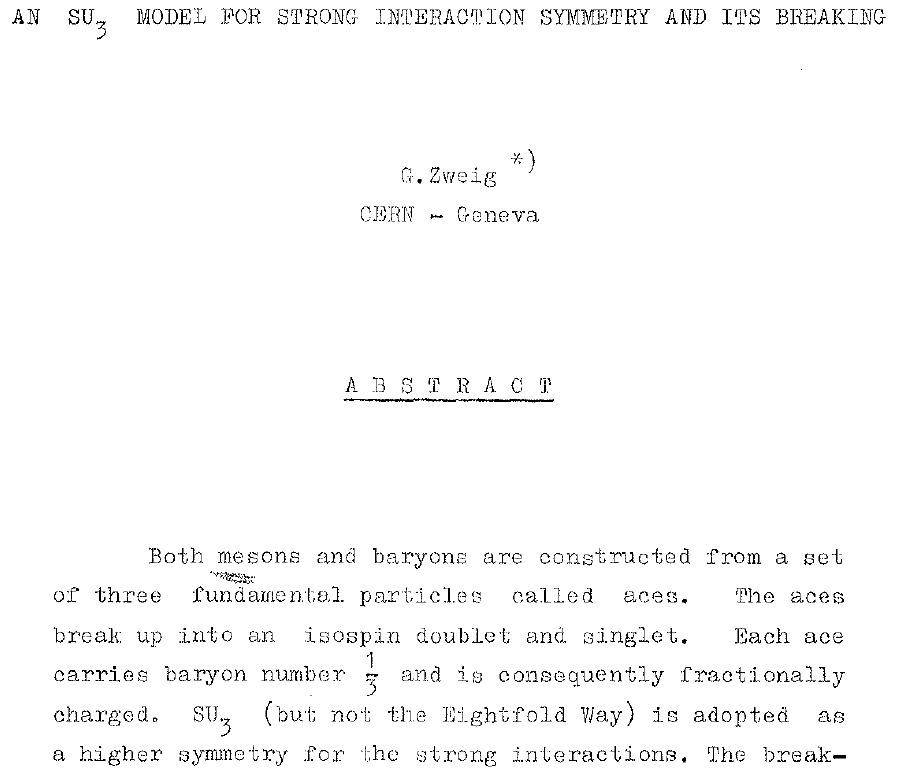 AN SU₃ MODEL FOR STRONG INTERACTION SYMMETRY AND ITS BREAKING
G.Zweig *)
CERN - Geneva
ABSTRACT
Both mesons and baryons are constructed from a set
of three fundamental particles called aces. The aces
break up into an isospin doublet and singlet. Each ace
carries baryon number 1/3 and is consequently fractionally
charged. SU₃ (but not the Eightfold Way) is adopted as
a higher symmetry for the strong interactions. The break-